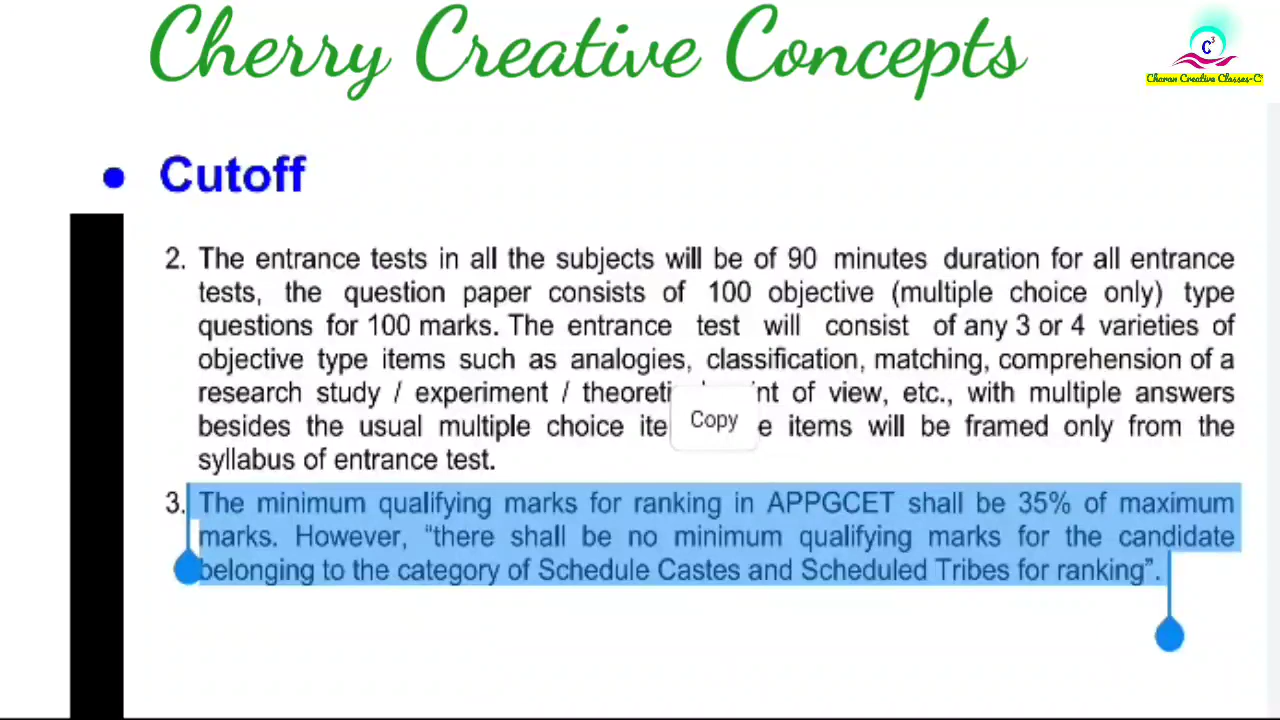 Cherry Creative Concepts
C³
Charan Creative Classes-C³
• Cutoff
2. The entrance tests in all the subjects will be of 90 minutes duration for all entrance
tests, the question paper consists of 100 objective (multiple choice only) type
questions for 100 marks. The entrance test will consist of any 3 or 4 varieties of
objective type items such as analogies, classification, matching, comprehension of a
research study / experiment / of view, etc., with multiple answers
besides the usual multiple choice items will be framed only from the
syllabus of entrance test.
Copy
3. The minimum qualifying marks for ranking in APPGCET shall be 35% of maximum
marks. However, “there shall be no minimum qualifying marks for the candidate
belonging to the category of Schedule Castes and Scheduled Tribes for ranking”.